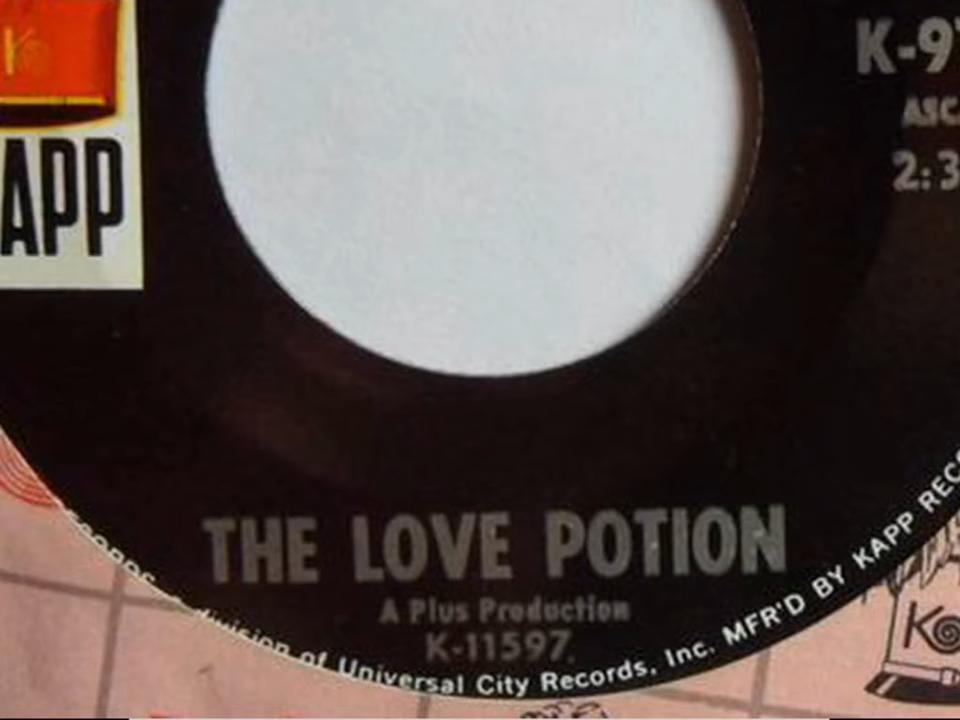 K-9
ASC
2:3
APP
THE LOVE POTION
A Plus Production
K-11597
division of Universal City Records, Inc. MFR'D BY KAPP REC